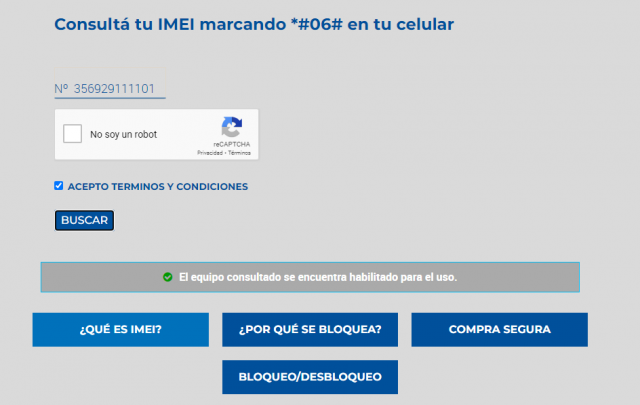 Consultá tu IMEI marcando *#06# en tu celular
Nº 356929111101
No soy un robot
reCAPTCHA
Privacidad - Términos
ACEPTO TERMINOS Y CONDICIONES
BUSCAR
El equipo consultado se encuentra habilitado para el uso.
¿QUÉ ES IMEI? ¿POR QUÉ SE BLOQUEA? COMPRA SEGURA
BLOQUEO/DESBLOQUEO